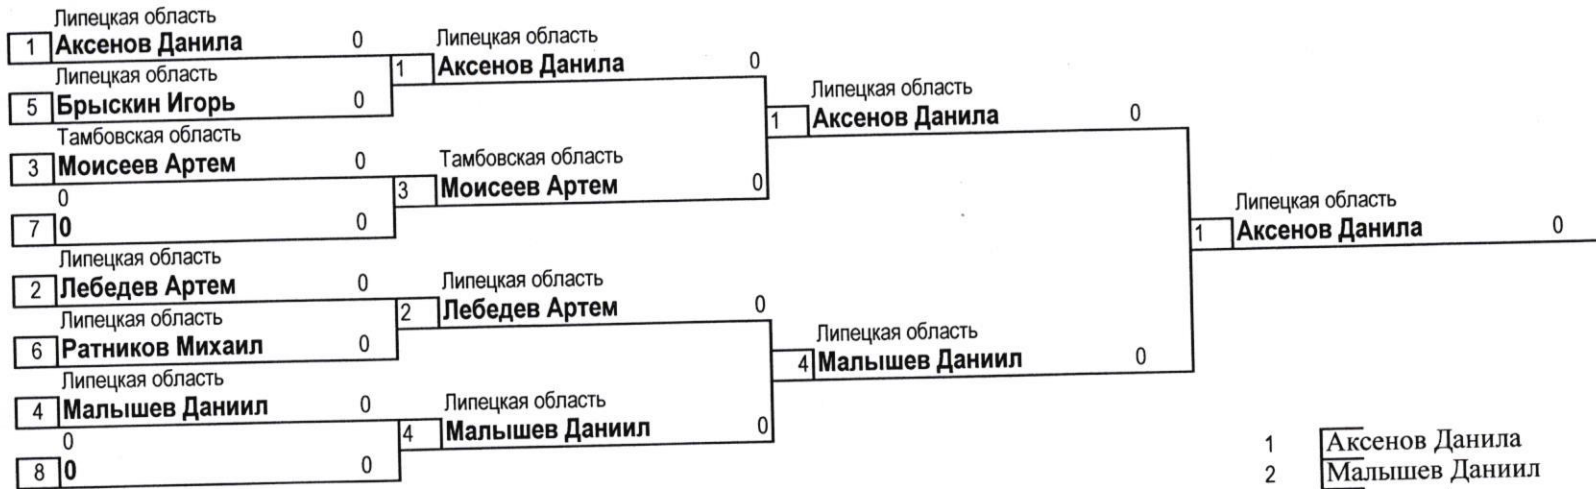 Липецкая область
1 Аксенов Данила 0
Липецкая область
5 Брыскин Игорь 0
Тамбовская область
3 Моисеев Артем 0
0
7 0 0
Липецкая область
2 Лебедев Артем 0
Липецкая область
6 Ратников Михаил 0
Липецкая область
4 Малышев Даниил 0
0
8 0 0
Липецкая область
1 Аксенов Данила 0
Тамбовская область
3 Моисеев Артем 0
Липецкая область
2 Лебедев Артем 0
Липецкая область
4 Малышев Даниил 0
Липецкая область
1 Аксенов Данила 0
Липецкая область
4 Малышев Даниил 0
Липецкая область
1 Аксенов Данила 0
1 Аксенов Данила
2 Малышев Даниил